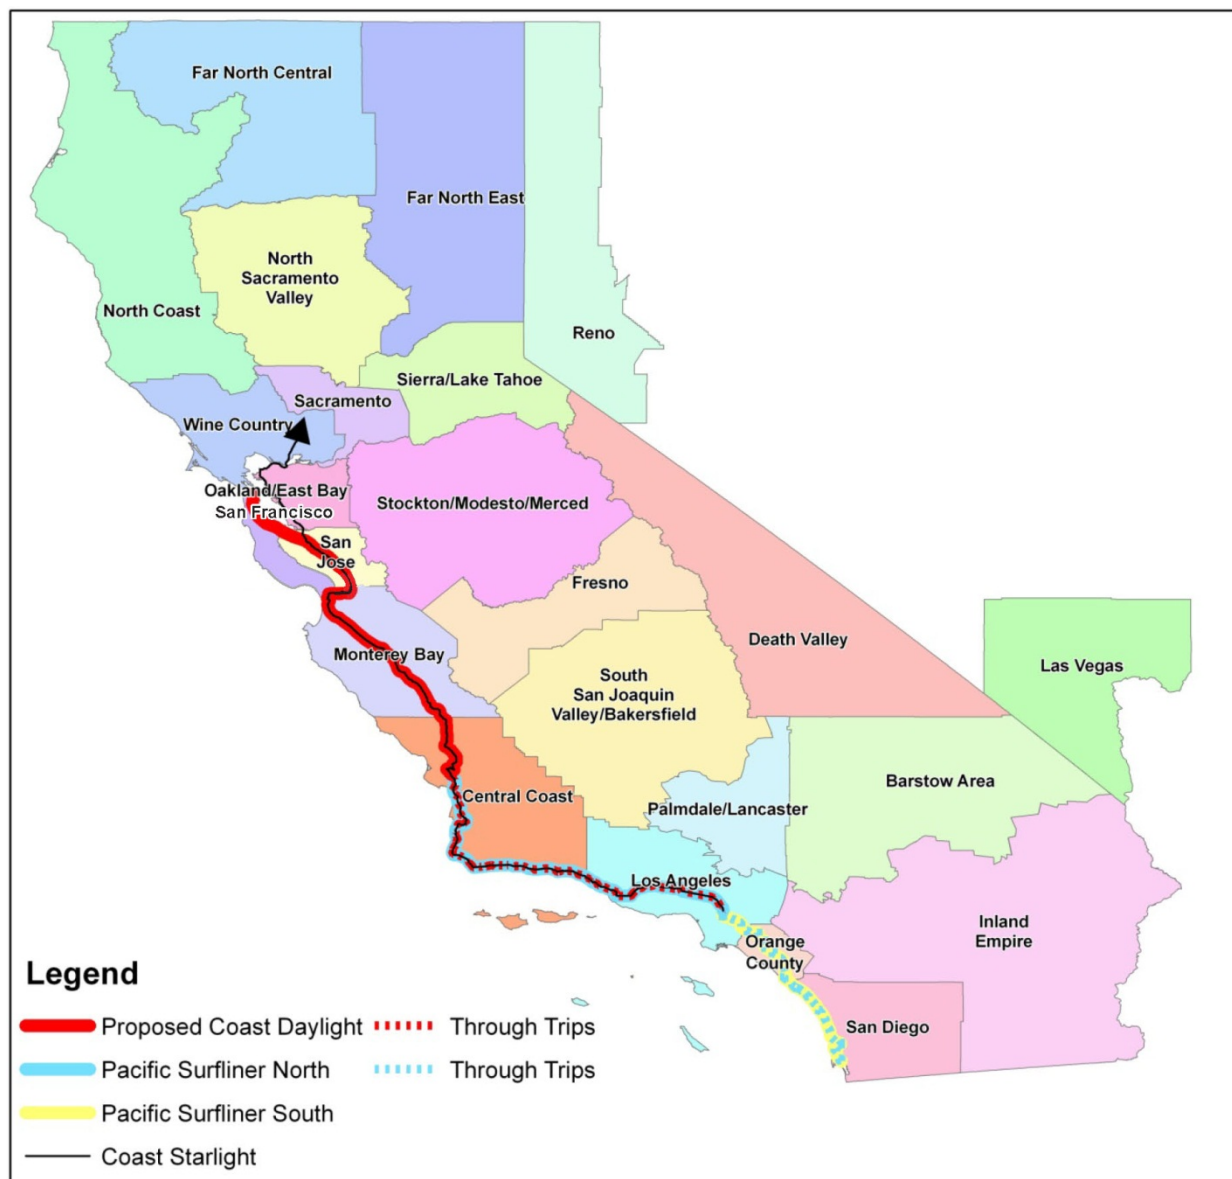 Far North Central
Far North East
North
Sacramento
Valley
North Coast
Reno
Sierra/Lake Tahoe
Sacramento
Wine Country
Oakland/East Bay
San Francisco
Stockton/Modesto/Merced
San
Jose
Fresno
Death Valley
Monterey Bay
Las Vegas
South
San Joaquin
Valley/Bakersfield
Barstow Area
Central Coast
Palmdale/Lancaster
Los Angeles
Inland
Empire
Orange
County
San Diego
Legend
Proposed Coast Daylight
Through Trips
Pacific Surfliner North
Through Trips
Pacific Surfliner South
Coast Starlight